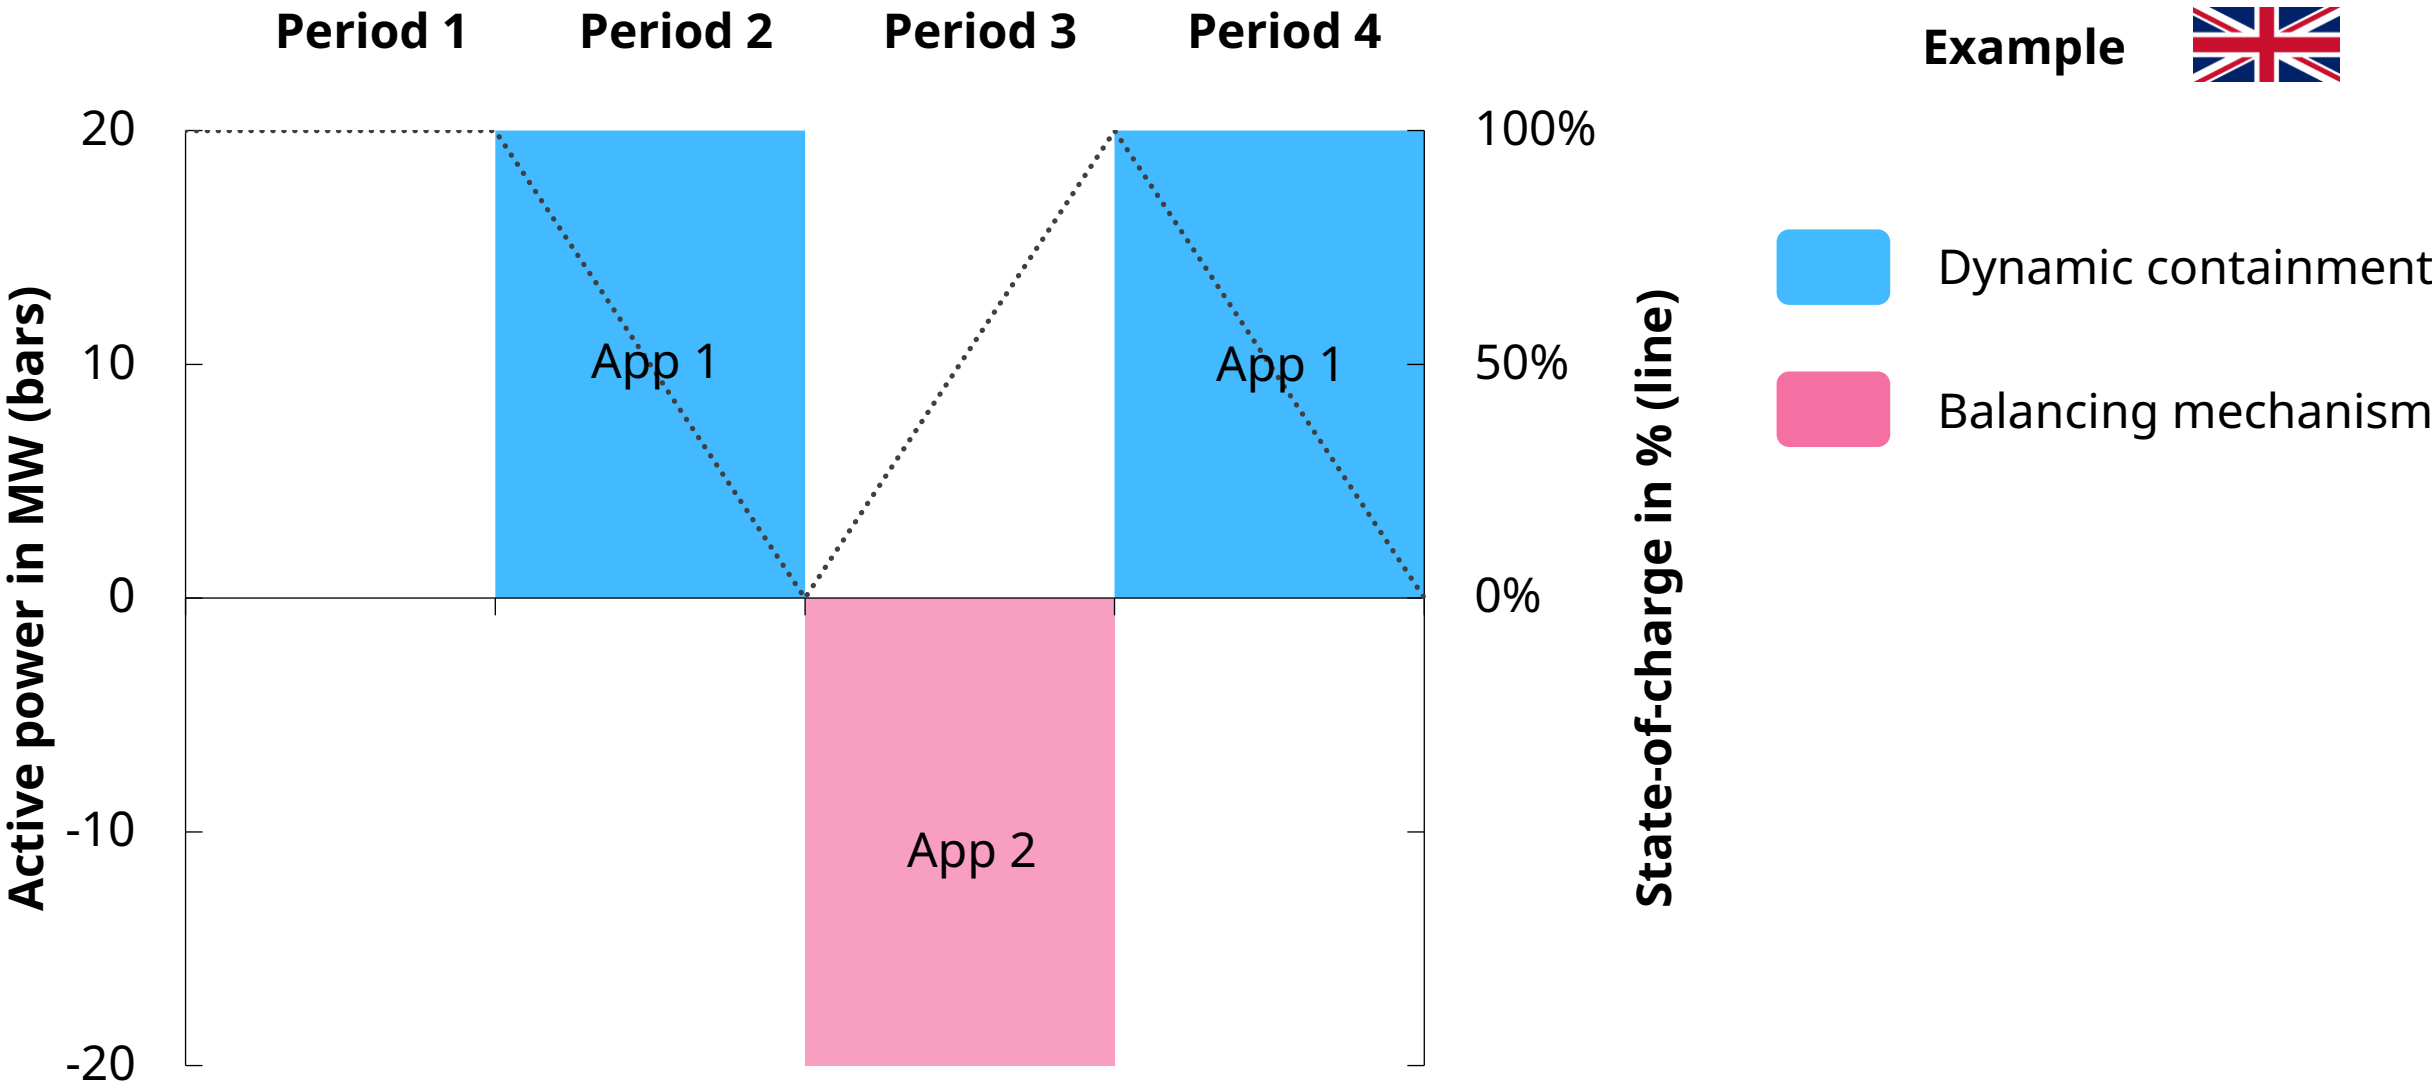 Period 1 Period 2 Period 3 Period 4
Example
20
10
0
-10
-20
Active power in MW (bars)
App 1
App 2
App 1
100%
50%
0%
State-of-charge in % (line)
Dynamic containment
Balancing mechanism